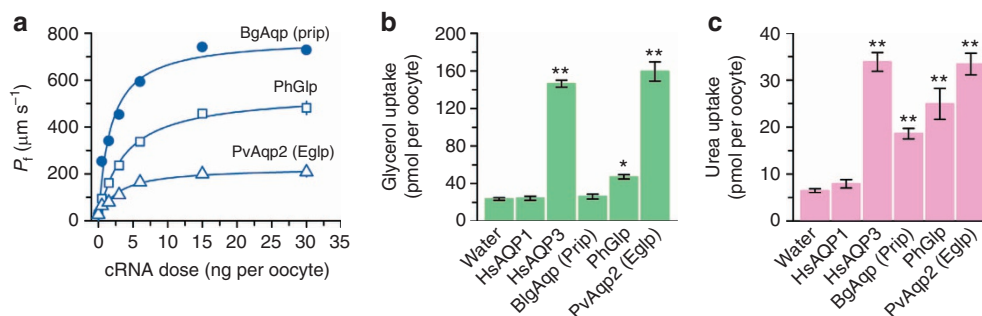 a
800
600
400
200
0
Pf (μm s⁻¹)
BgAqp (prip)
PhGlp
PvAqp2 (Eglp)
0 5 10 15 20 25 30 35
cRNA dose (ng per oocyte)
b
200
160
120
80
40
0
Glycerol uptake
(pmol per oocyte)
**
*
**
Water
HsAQP1
HsAQP3
BlgAqp (Prip)
PhGlp
PvAqp2 (Eglp)
c
40
30
20
10
0
Urea uptake
(pmol per oocyte)
**
**
**
**
Water
HsAQP1
HsAQP3
BgAqp (Prip)
PhGlp
PvAqp2 (Eglp)